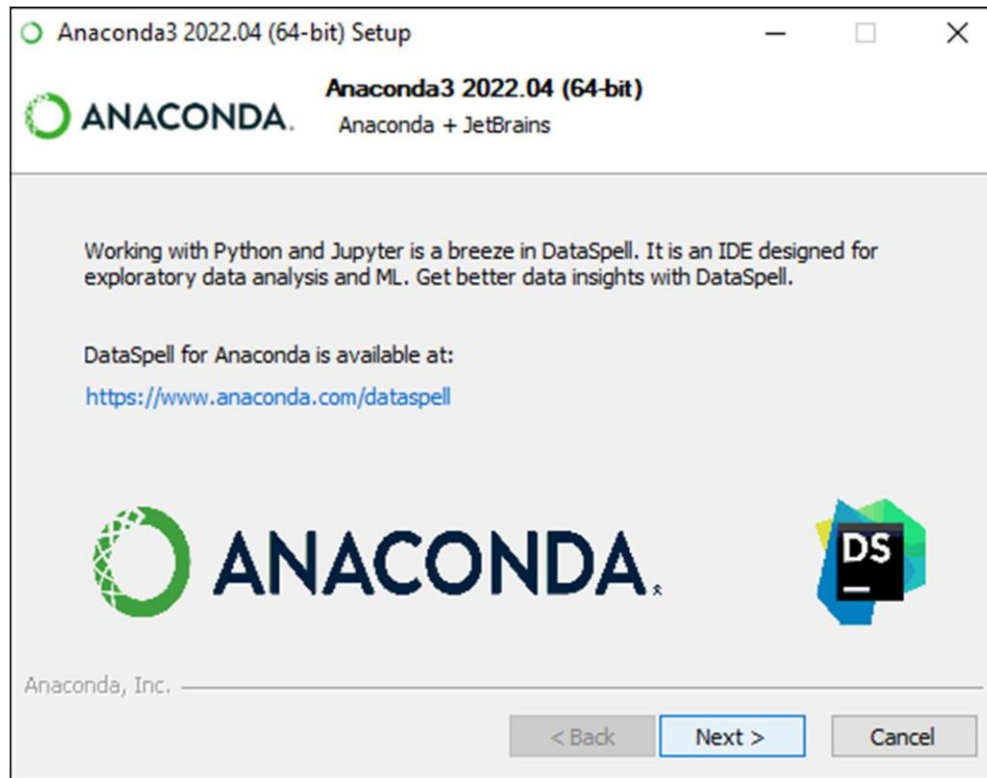 Anaconda3 2022.04 (64-bit) Setup
ANACONDA.
Anaconda3 2022.04 (64-bit)
Anaconda + JetBrains
Working with Python and Jupyter is a breeze in DataSpell. It is an IDE designed for
exploratory data analysis and ML. Get better data insights with DataSpell.
DataSpell for Anaconda is available at:
https://www.anaconda.com/dataspell
ANACONDA.
DS
Anaconda, Inc.
< Back
Next >
Cancel